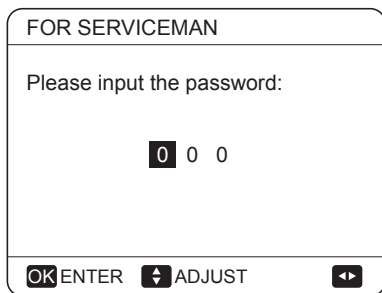 FOR SERVICEMAN
Please input the password:
0 0 0
OK ENTER ADJUST